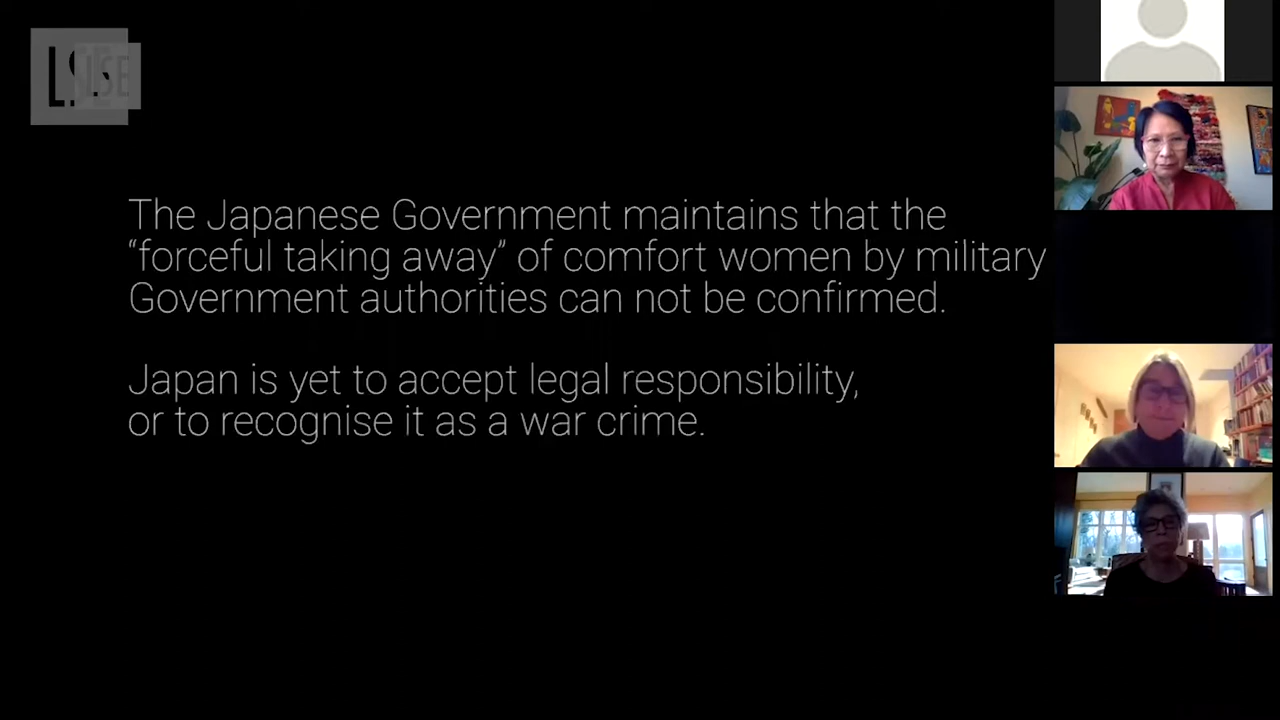 LSE
The Japanese Government maintains that the
“forceful taking away” of comfort women by military
Government authorities can not be confirmed.
Japan is yet to accept legal responsibility,
or to recognise it as a war crime.